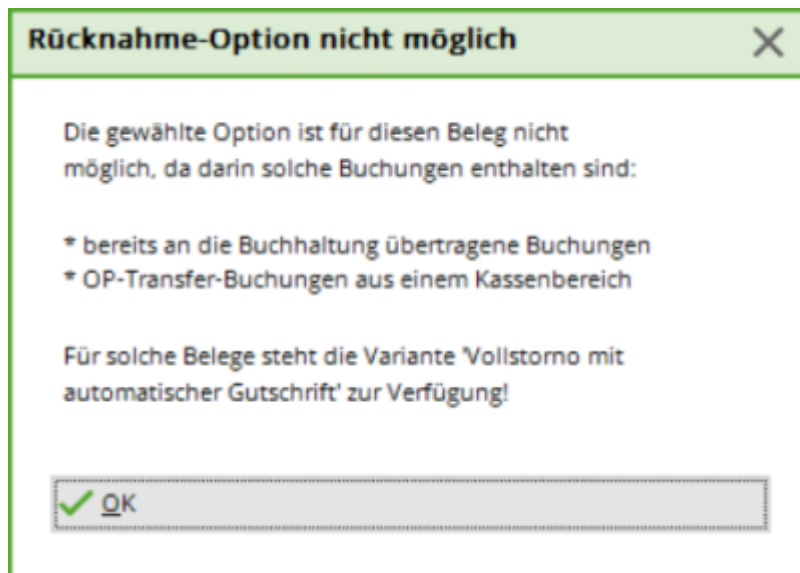 Rücknahme-Option nicht möglich
Die gewählte Option ist für diesen Beleg nicht
möglich, da darin solche Buchungen enthalten sind:
* bereits an die Buchhaltung übertragene Buchungen
* OP-Transfer-Buchungen aus einem Kassenbereich
Für solche Belege steht die Variante 'Vollstorno mit
automatischer Gutschrift' zur Verfügung!
OK